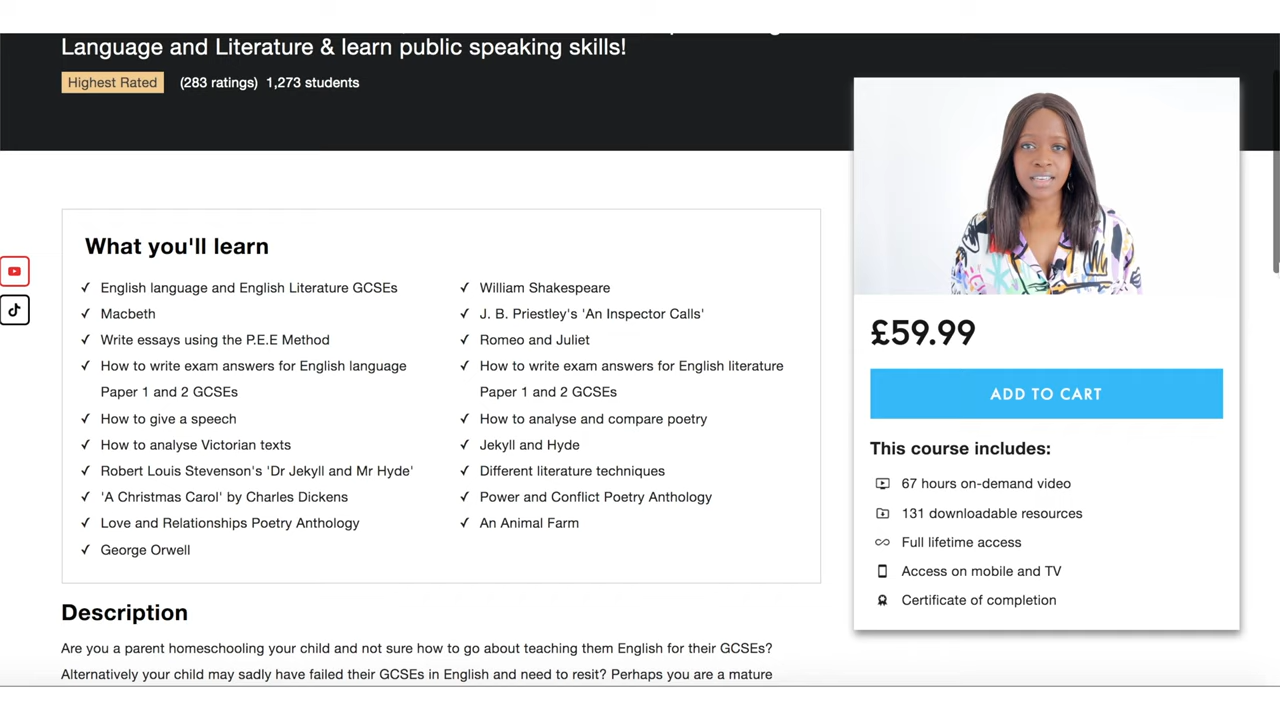 Language and Literature & learn public speaking skills!
Highest Rated (283 ratings) 1,273 students
What you'll learn
✓ English language and English Literature GCSEs
✓ Macbeth
✓ Write essays using the P.E.E Method
✓ How to write exam answers for English language
Paper 1 and 2 GCSEs
✓ How to give a speech
✓ How to analyse Victorian texts
✓ Robert Louis Stevenson's 'Dr Jekyll and Mr Hyde'
✓ 'A Christmas Carol' by Charles Dickens
✓ Love and Relationships Poetry Anthology
✓ George Orwell
✓ William Shakespeare
✓ J. B. Priestley's 'An Inspector Calls'
✓ Romeo and Juliet
✓ How to write exam answers for English literature
Paper 1 and 2 GCSEs
✓ How to analyse and compare poetry
✓ Jekyll and Hyde
✓ Different literature techniques
✓ Power and Conflict Poetry Anthology
✓ An Animal Farm
Description
Are you a parent homeschooling your child and not sure how to go about teaching them English for their GCSEs?
Alternatively your child may sadly have failed their GCSEs in English and need to resit? Perhaps you are a mature
£59.99
ADD TO CART
This course includes:
67 hours on-demand video
131 downloadable resources
Full lifetime access
Access on mobile and TV
Certificate of completion